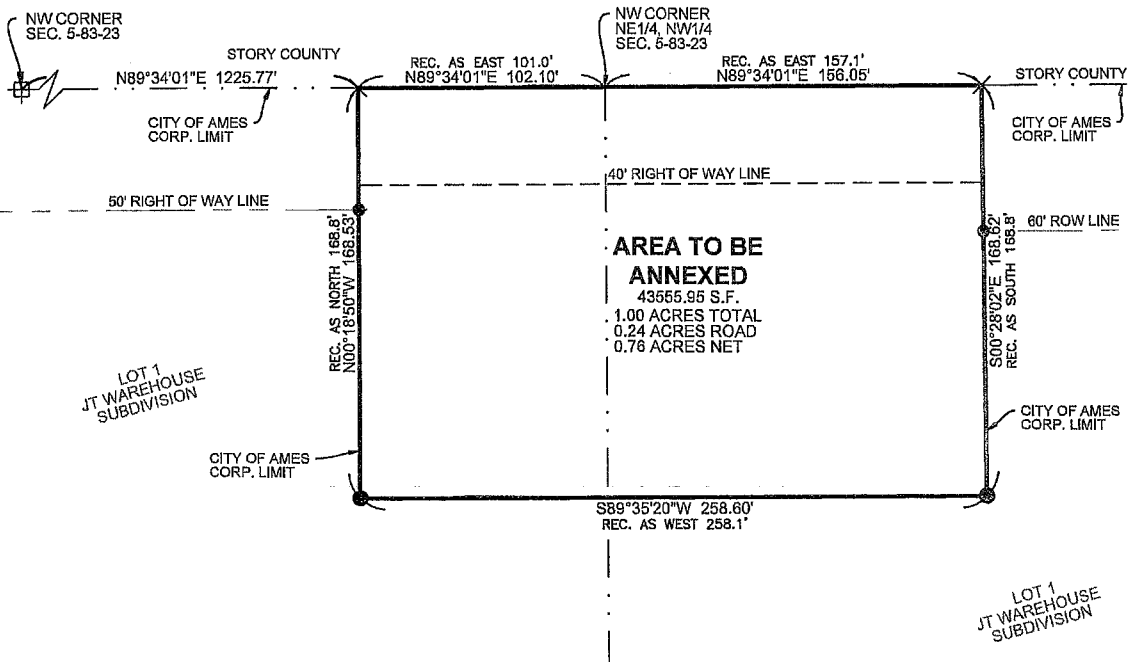 NW CORNER
SEC. 5-83-23
NW CORNER
NE1/4, NW1/4
SEC. 5-83-23
STORY COUNTY
N89°34'01"E 1225.77'
REC. AS EAST 101.0'
N89°34'01"E 102.10'
REC. AS EAST 157.1'
N89°34'01"E 156.05'
STORY COUNTY
CITY OF AMES
CORP. LIMIT
CITY OF AMES
CORP. LIMIT
40' RIGHT OF WAY LINE
50' RIGHT OF WAY LINE
60' ROW LINE
REC. AS NORTH 168.8'
N00°18'50"W 168.53'
AREA TO BE
ANNEXED
43555.95 S.F.
1.00 ACRES TOTAL
0.24 ACRES ROAD
0.76 ACRES NET
S00°28'02"E 168.62'
REC. AS SOUTH 168.8'
LOT 1
JT WAREHOUSE
SUBDIVISION
CITY OF AMES
CORP. LIMIT
CITY OF AMES
CORP. LIMIT
S89°35'20"W 258.60'
REC. AS WEST 258.1'
LOT 1
JT WAREHOUSE
SUBDIVISION